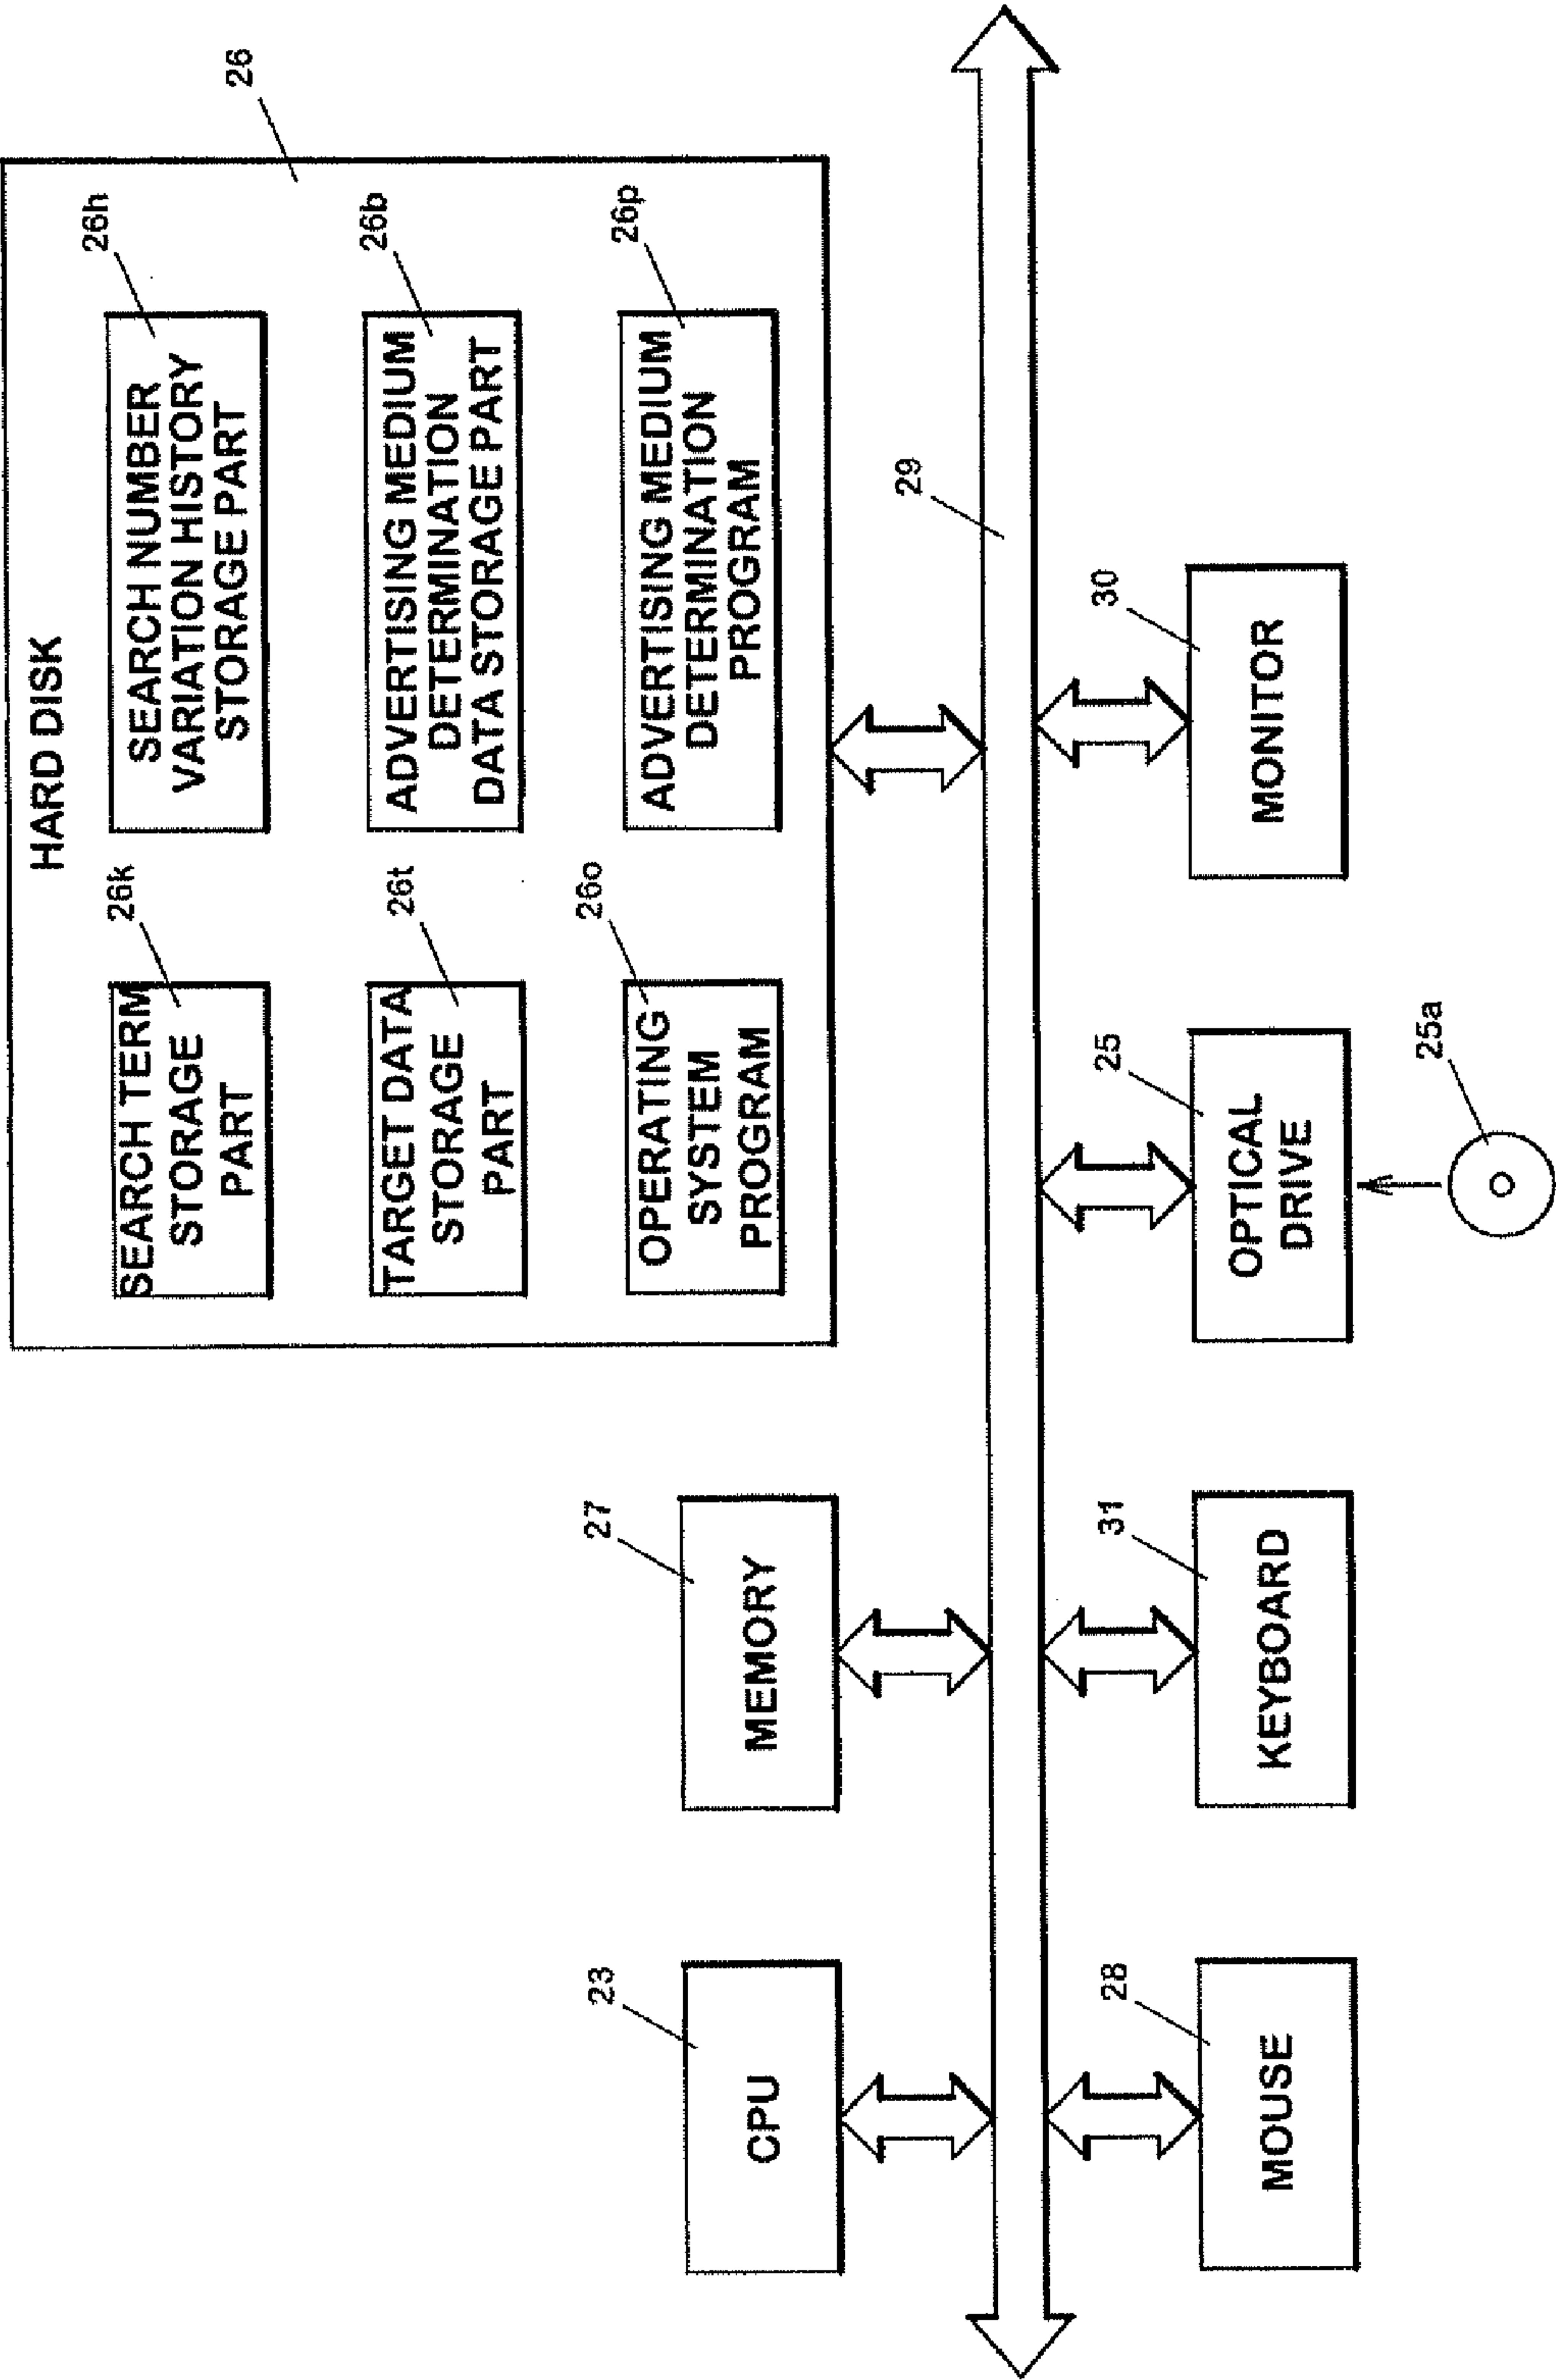 HARD DISK
26
26k
SEARCH TERM
STORAGE
PART
26h
SEARCH NUMBER
VARIATION HISTORY
STORAGE PART
26t
TARGET DATA
STORAGE
PART
26b
ADVERTISING MEDIUM
DETERMINATION
DATA STORAGE PART
26o
OPERATING
SYSTEM
PROGRAM
26p
ADVERTISING MEDIUM
DETERMINATION
PROGRAM
23
CPU
27
MEMORY
29
28
MOUSE
31
KEYBOARD
25
OPTICAL
DRIVE
30
MONITOR
25a